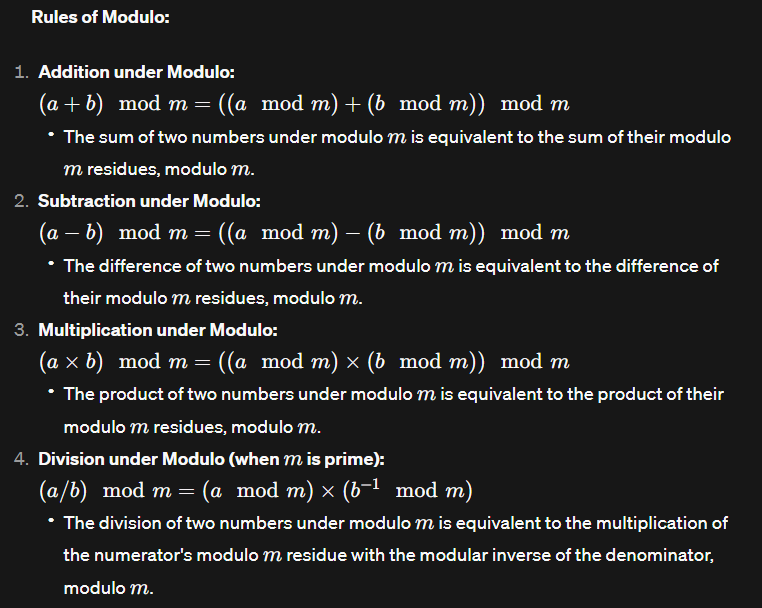 Rules of Modulo:
1. Addition under Modulo:
(a + b) mod m = ((a mod m) + (b mod m)) mod m
• The sum of two numbers under modulo m is equivalent to the sum of their modulo
m residues, modulo m.
2. Subtraction under Modulo:
(a − b) mod m = ((a mod m) − (b mod m)) mod m
• The difference of two numbers under modulo m is equivalent to the difference of
their modulo m residues, modulo m.
3. Multiplication under Modulo:
(a × b) mod m = ((a mod m) × (b mod m)) mod m
• The product of two numbers under modulo m is equivalent to the product of their
modulo m residues, modulo m.
4. Division under Modulo (when m is prime):
(a/b) mod m = (a mod m) × (b⁻¹ mod m)
• The division of two numbers under modulo m is equivalent to the multiplication of
the numerator's modulo m residue with the modular inverse of the denominator,
modulo m.